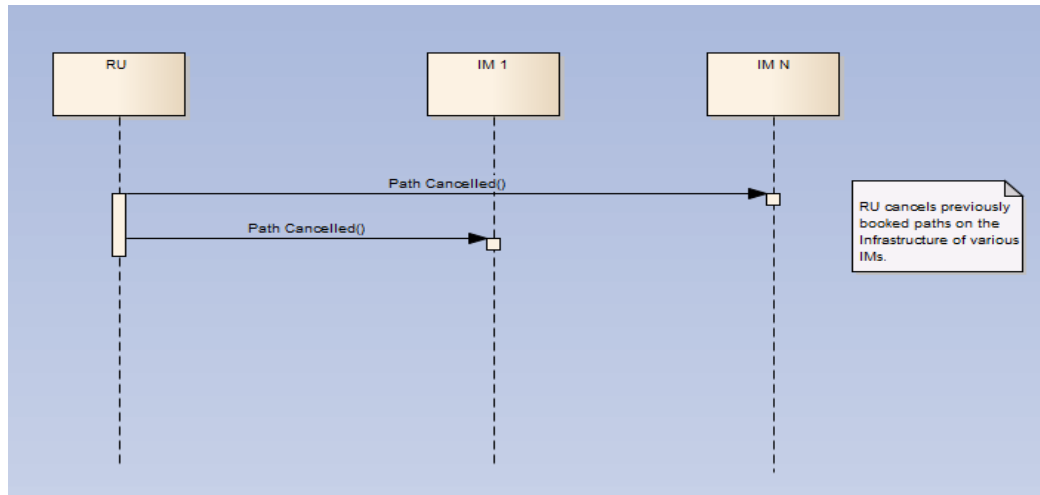 RU
IM 1
IM N
Path Cancelled()
Path Cancelled()
RU cancels previously
booked paths on the
Infrastructure of various
IMs.